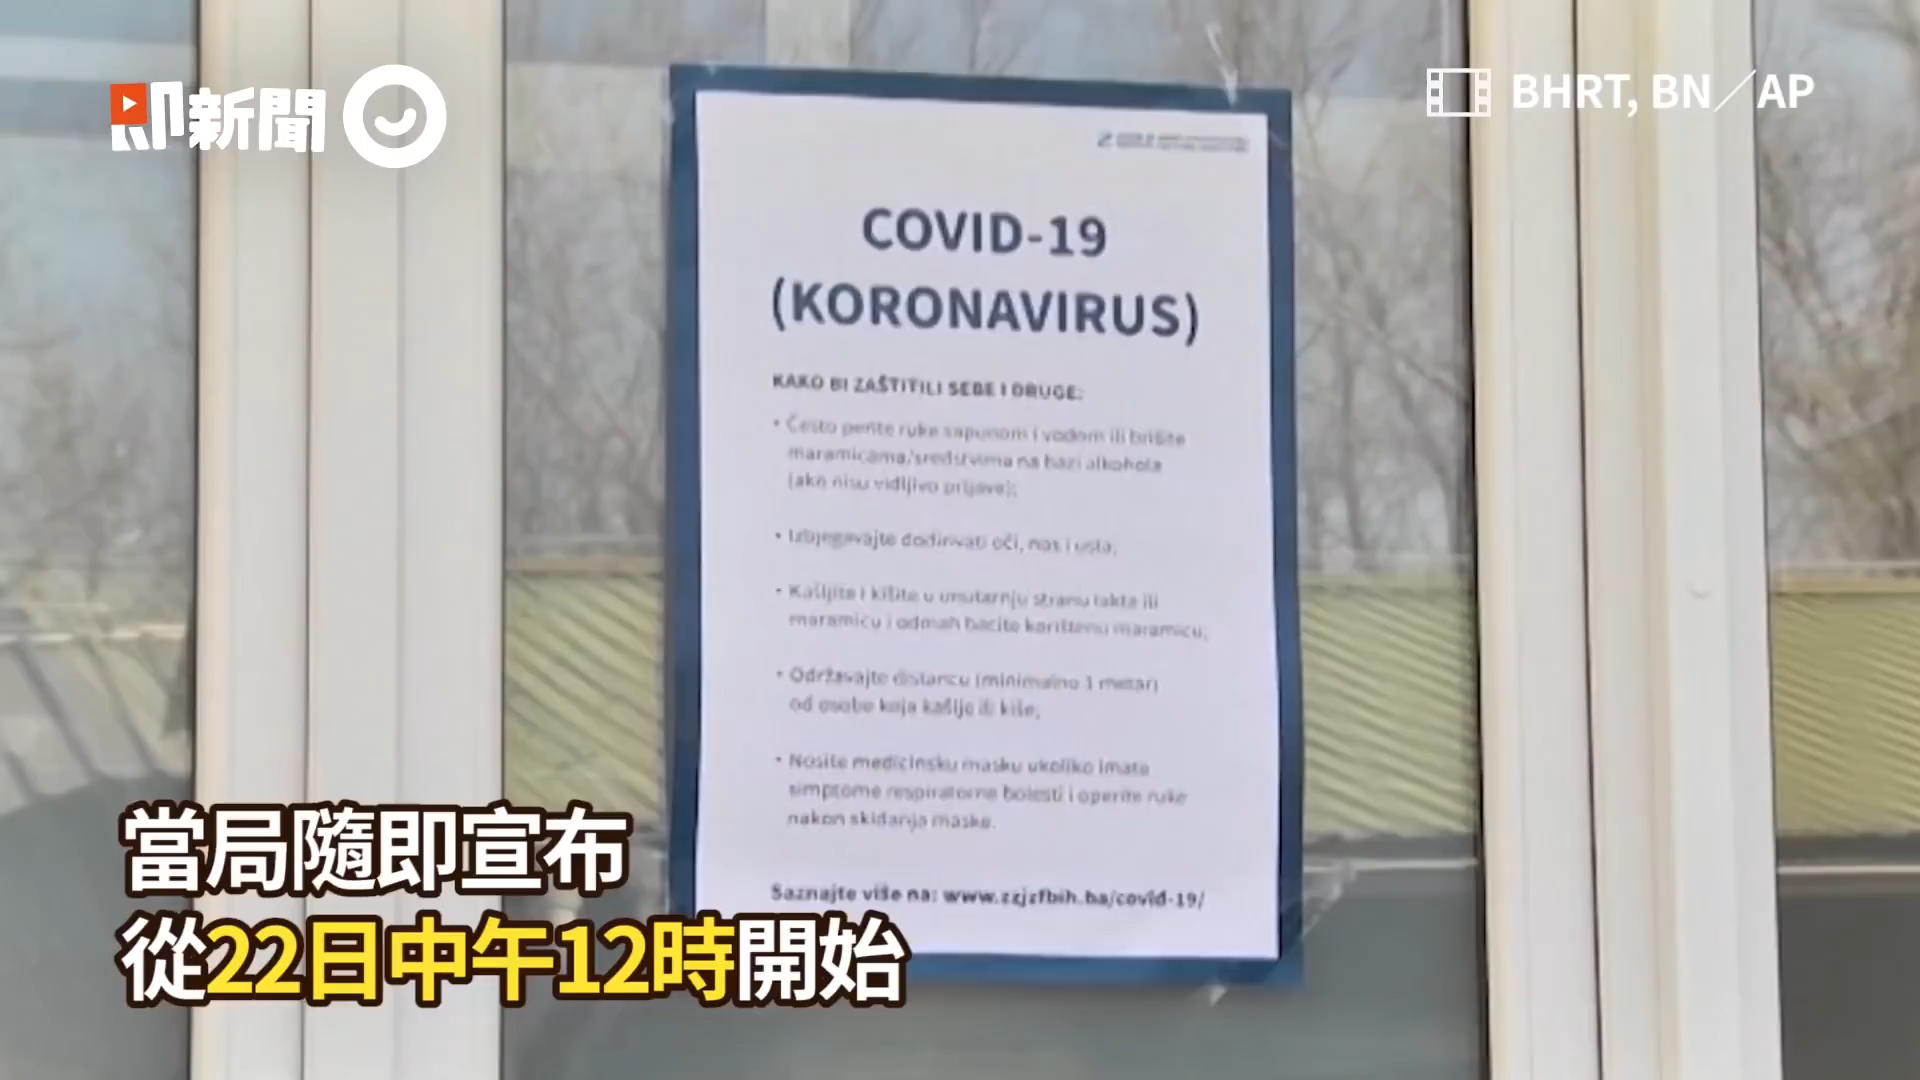 即新聞
BHRT, BN／AP
COVID-19
(KORONAVIRUS)
KAKO BI ZAŠTITILI SEBE I DRUGE:
• Često perite ruke sapunom i vodom ili brišite
maramicama/sredstvima na bazi alkohola
(ako nisu vidljivo prljave);
• Izbjegavajte dodirivati oči, nos i usta;
• Kašljite i kišite u unutarnju stranu lakta ili
maramicu i odmah bacite korištenu maramicu;
• Održavajte distancu (minimalno 1 metar)
od osobe koja kašlje ili kiše;
• Nosite medicinsku masku ukoliko imate
simptome respiratorne bolesti i operite ruke
nakon skidanja maske.
Saznajte više na: www.zzjzfbih.ba/covid-19/
當局隨即宣布
從22日中午12時開始